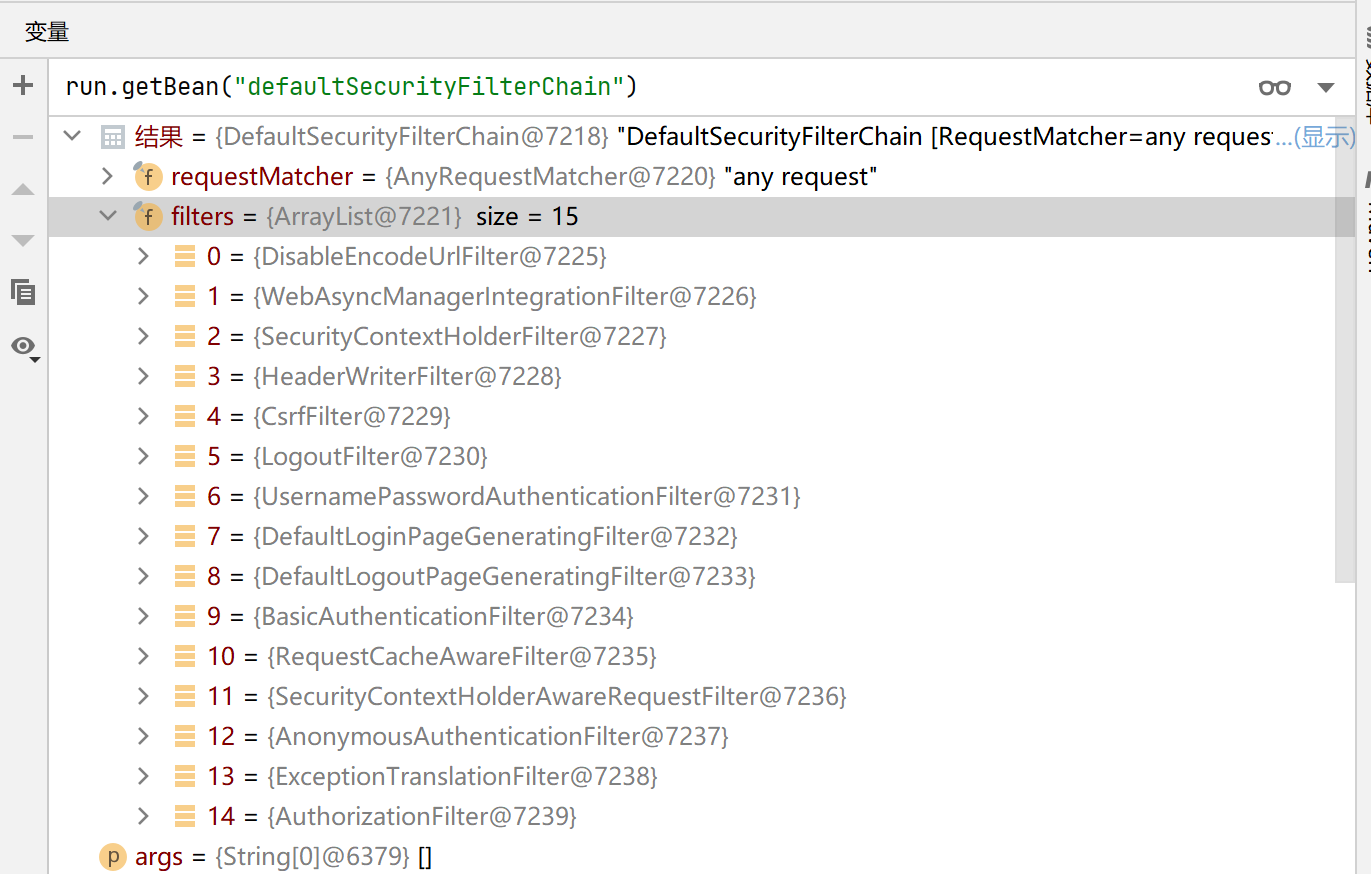 变量
run.getBean("defaultSecurityFilterChain")
结果 = {DefaultSecurityFilterChain@7218} "DefaultSecurityFilterChain [RequestMatcher=any reques...(显示)
requestMatcher = {AnyRequestMatcher@7220} "any request"
filters = {ArrayList@7221} size = 15
0 = {DisableEncodeUrlFilter@7225}
1 = {WebAsyncManagerIntegrationFilter@7226}
2 = {SecurityContextHolderFilter@7227}
3 = {HeaderWriterFilter@7228}
4 = {CsrfFilter@7229}
5 = {LogoutFilter@7230}
6 = {UsernamePasswordAuthenticationFilter@7231}
7 = {DefaultLoginPageGeneratingFilter@7232}
8 = {DefaultLogoutPageGeneratingFilter@7233}
9 = {BasicAuthenticationFilter@7234}
10 = {RequestCacheAwareFilter@7235}
11 = {SecurityContextHolderAwareRequestFilter@7236}
12 = {AnonymousAuthenticationFilter@7237}
13 = {ExceptionTranslationFilter@7238}
14 = {AuthorizationFilter@7239}
args = {String[0]@6379} []